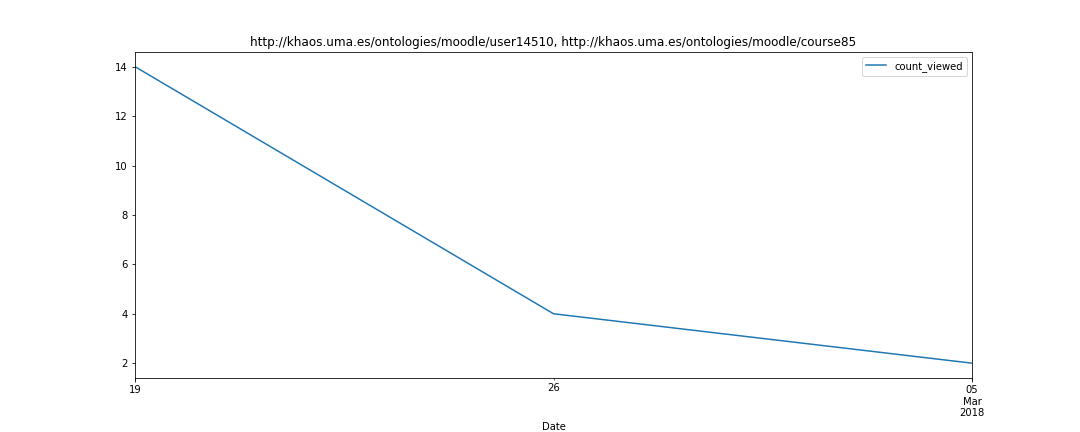 http://khaos.uma.es/ontologies/moodle/user14510, http://khaos.uma.es/ontologies/moodle/course85
count_viewed
14
12
10
8
6
4
2
19
26
05
Mar
2018
Date